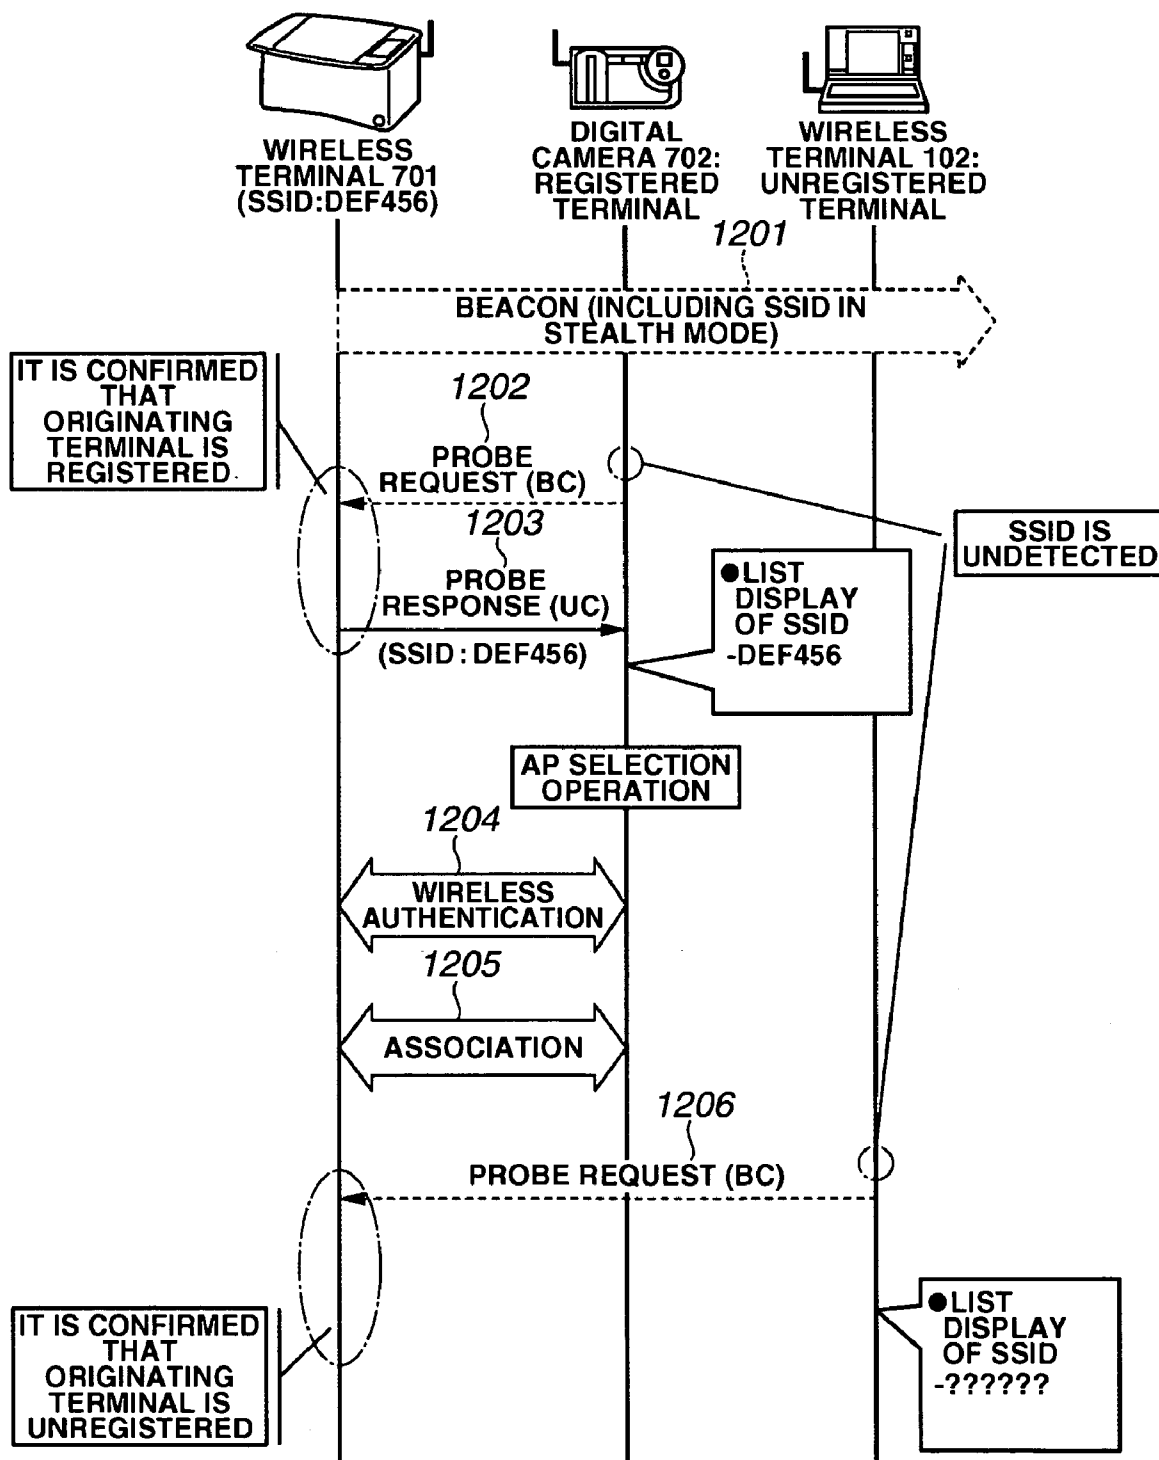 WIRELESS
TERMINAL 701
(SSID:DEF456)
DIGITAL
CAMERA 702:
REGISTERED
TERMINAL
WIRELESS
TERMINAL 102:
UNREGISTERED
TERMINAL
1201
BEACON (INCLUDING SSID IN
STEALTH MODE)
IT IS CONFIRMED
THAT
ORIGINATING
TERMINAL IS
REGISTERED
1202
PROBE
REQUEST (BC)
1203
PROBE
RESPONSE (UC)
(SSID : DEF456)
SSID IS
UNDETECTED
●LIST
DISPLAY
OF SSID
-DEF456
AP SELECTION
OPERATION
1204
WIRELESS
AUTHENTICATION
1205
ASSOCIATION
1206
PROBE REQUEST (BC)
IT IS CONFIRMED
THAT
ORIGINATING
TERMINAL IS
UNREGISTERED
●LIST
DISPLAY
OF SSID
-??????